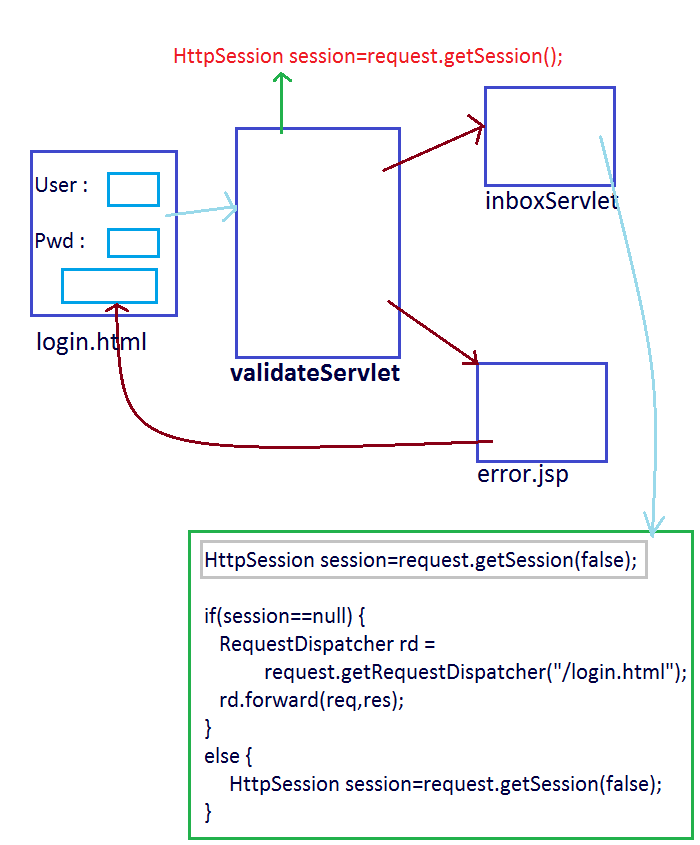 HttpSession session=request.getSession();
User :
Pwd :
login.html
validateServlet
inboxServlet
error.jsp
HttpSession session=request.getSession(false);
if(session==null) {
RequestDispatcher rd =
request.getRequestDispatcher("/login.html");
rd.forward(req,res);
}
else {
HttpSession session=request.getSession(false);
}